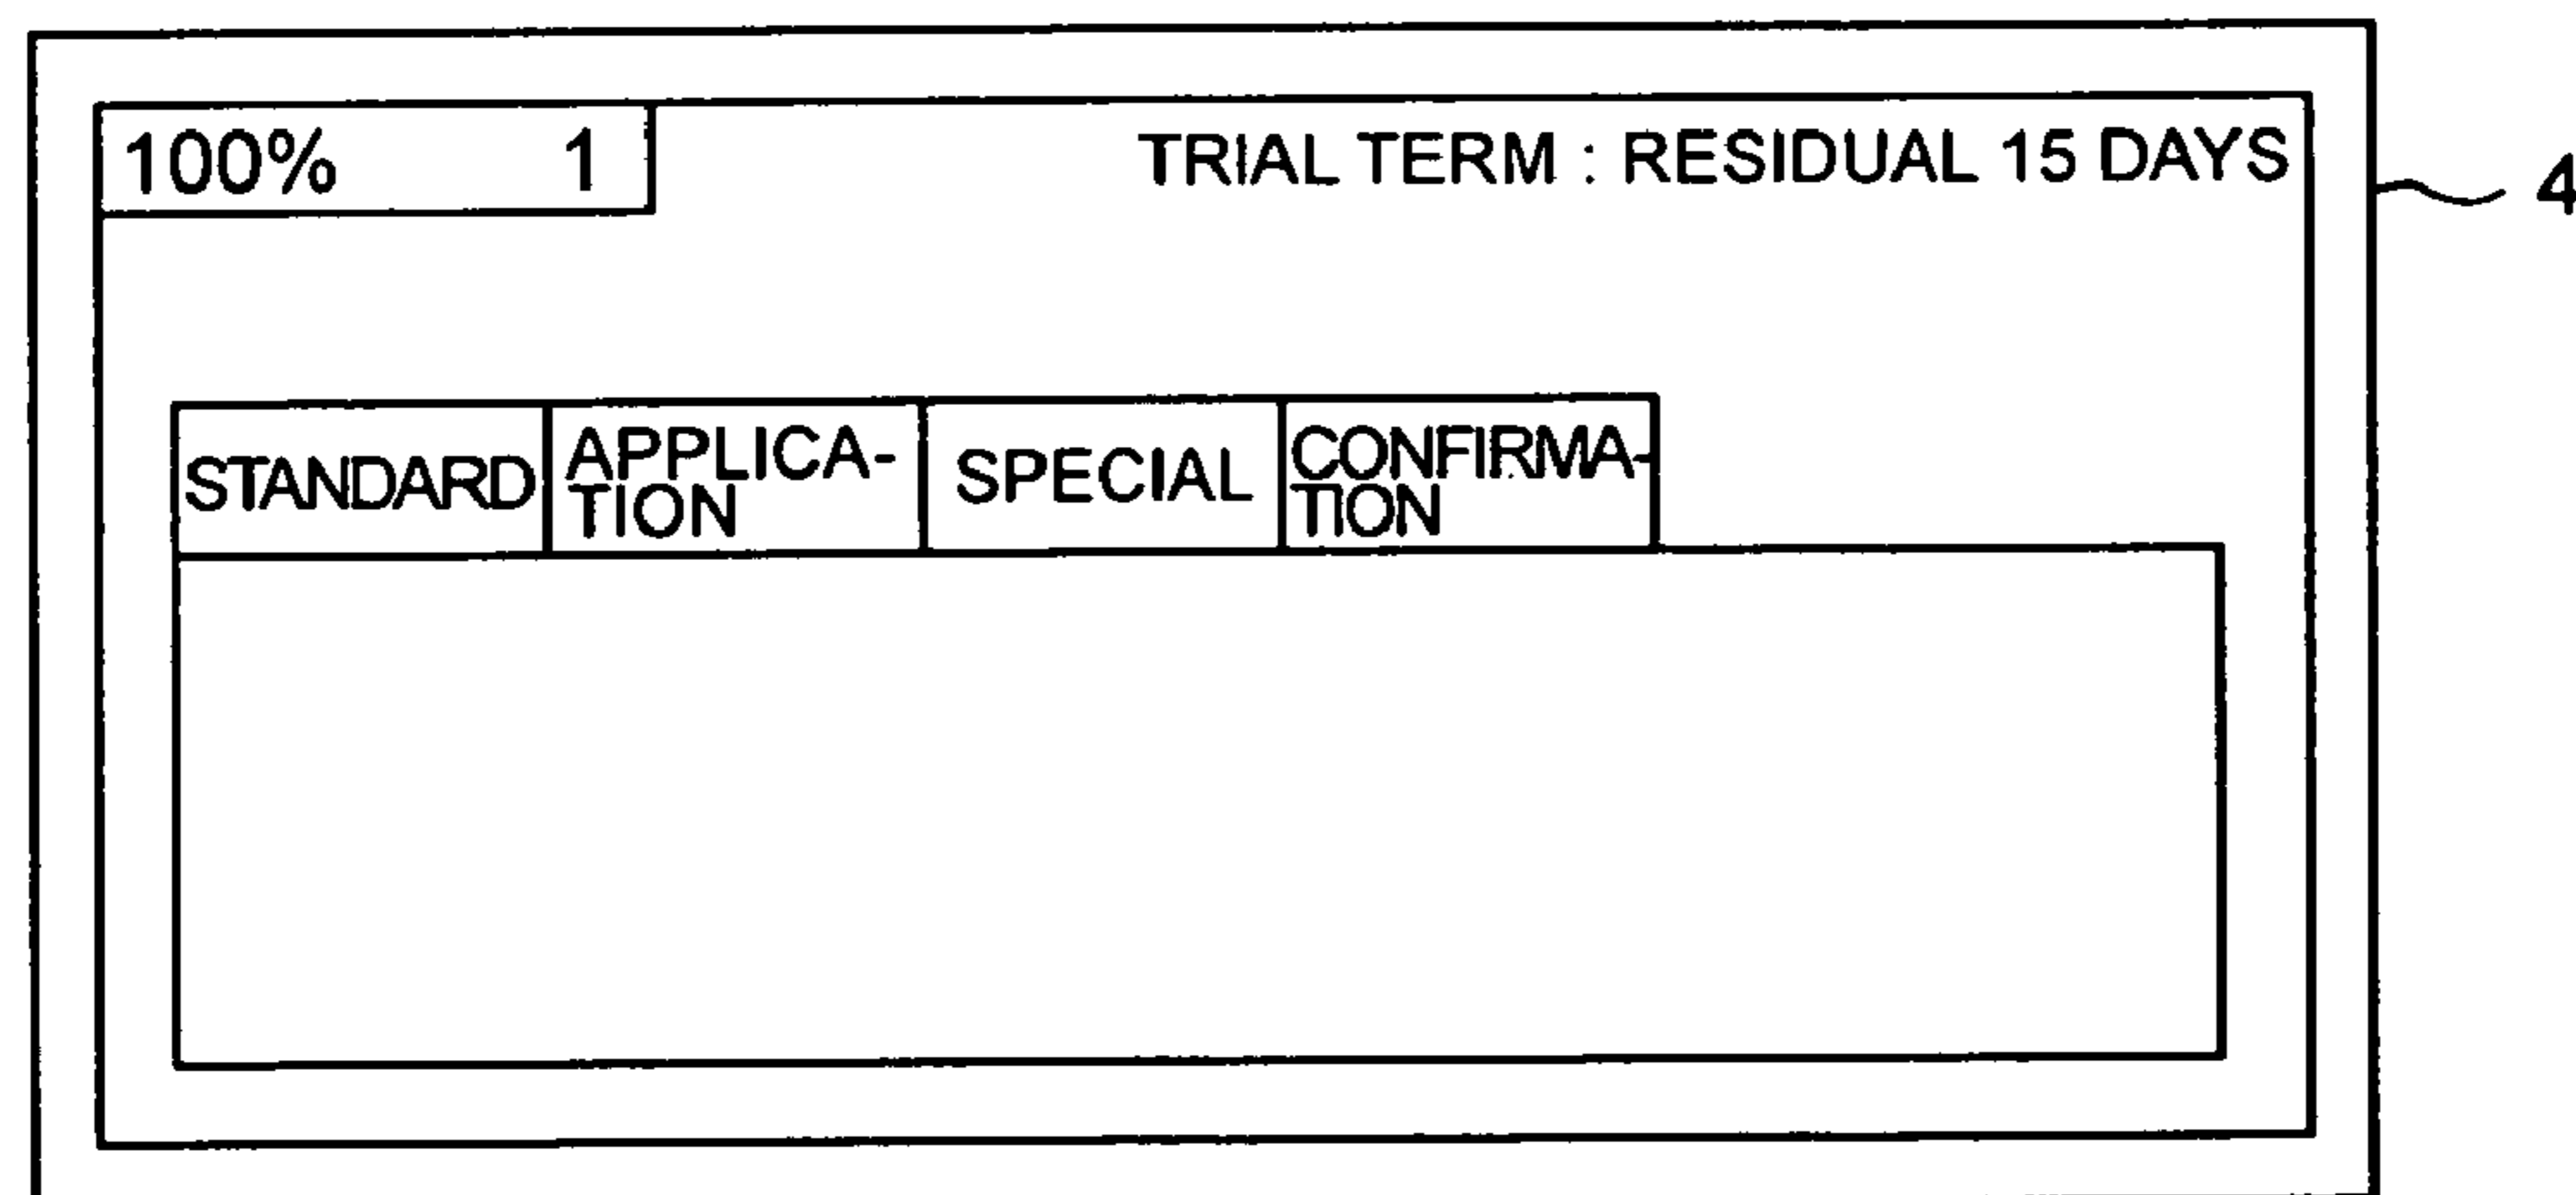 100% 1 TRIAL TERM : RESIDUAL 15 DAYS
4
STANDARD
APPLICA-
TION
SPECIAL
CONFIRMA-
TION